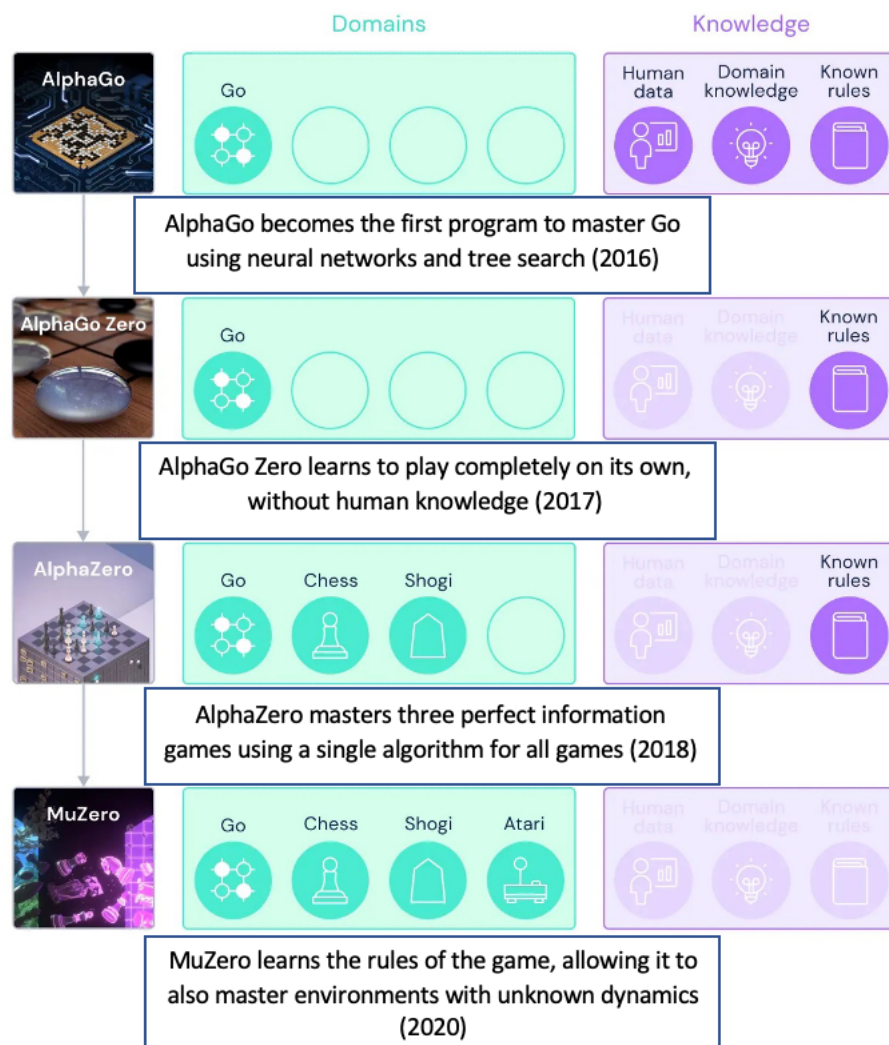 Domains
Knowledge
AlphaGo
Go
Human data
Domain knowledge
Known rules
AlphaGo becomes the first program to master Go
using neural networks and tree search (2016)
AlphaGo Zero
Go
Human data
Domain knowledge
Known rules
AlphaGo Zero learns to play completely on its own,
without human knowledge (2017)
AlphaZero
Go
Chess
Shogi
Human data
Domain knowledge
Known rules
AlphaZero masters three perfect information
games using a single algorithm for all games (2018)
MuZero
Go
Chess
Shogi
Atari
Human data
Domain knowledge
Known rules
MuZero learns the rules of the game, allowing it to
also master environments with unknown dynamics
(2020)